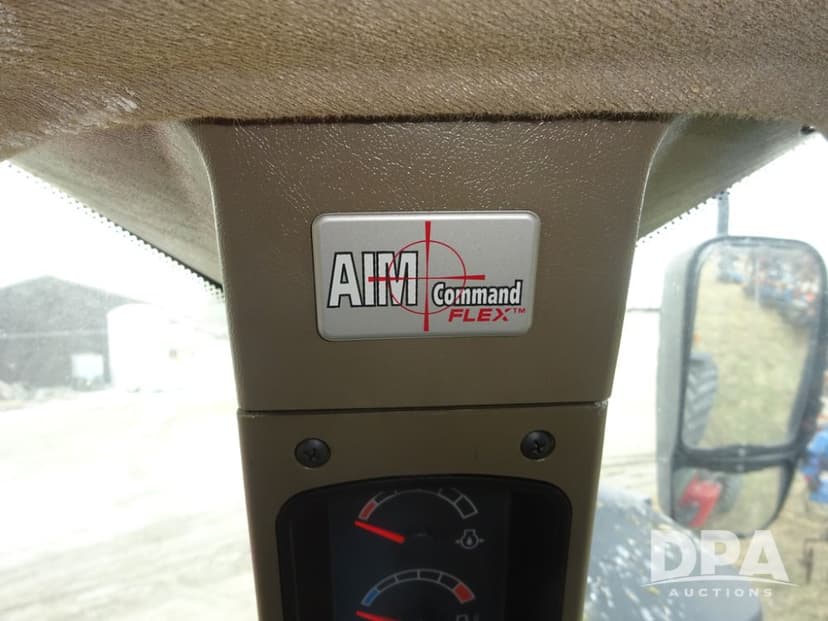 AIM Command
FLEX™
DPA
AUCTIONS